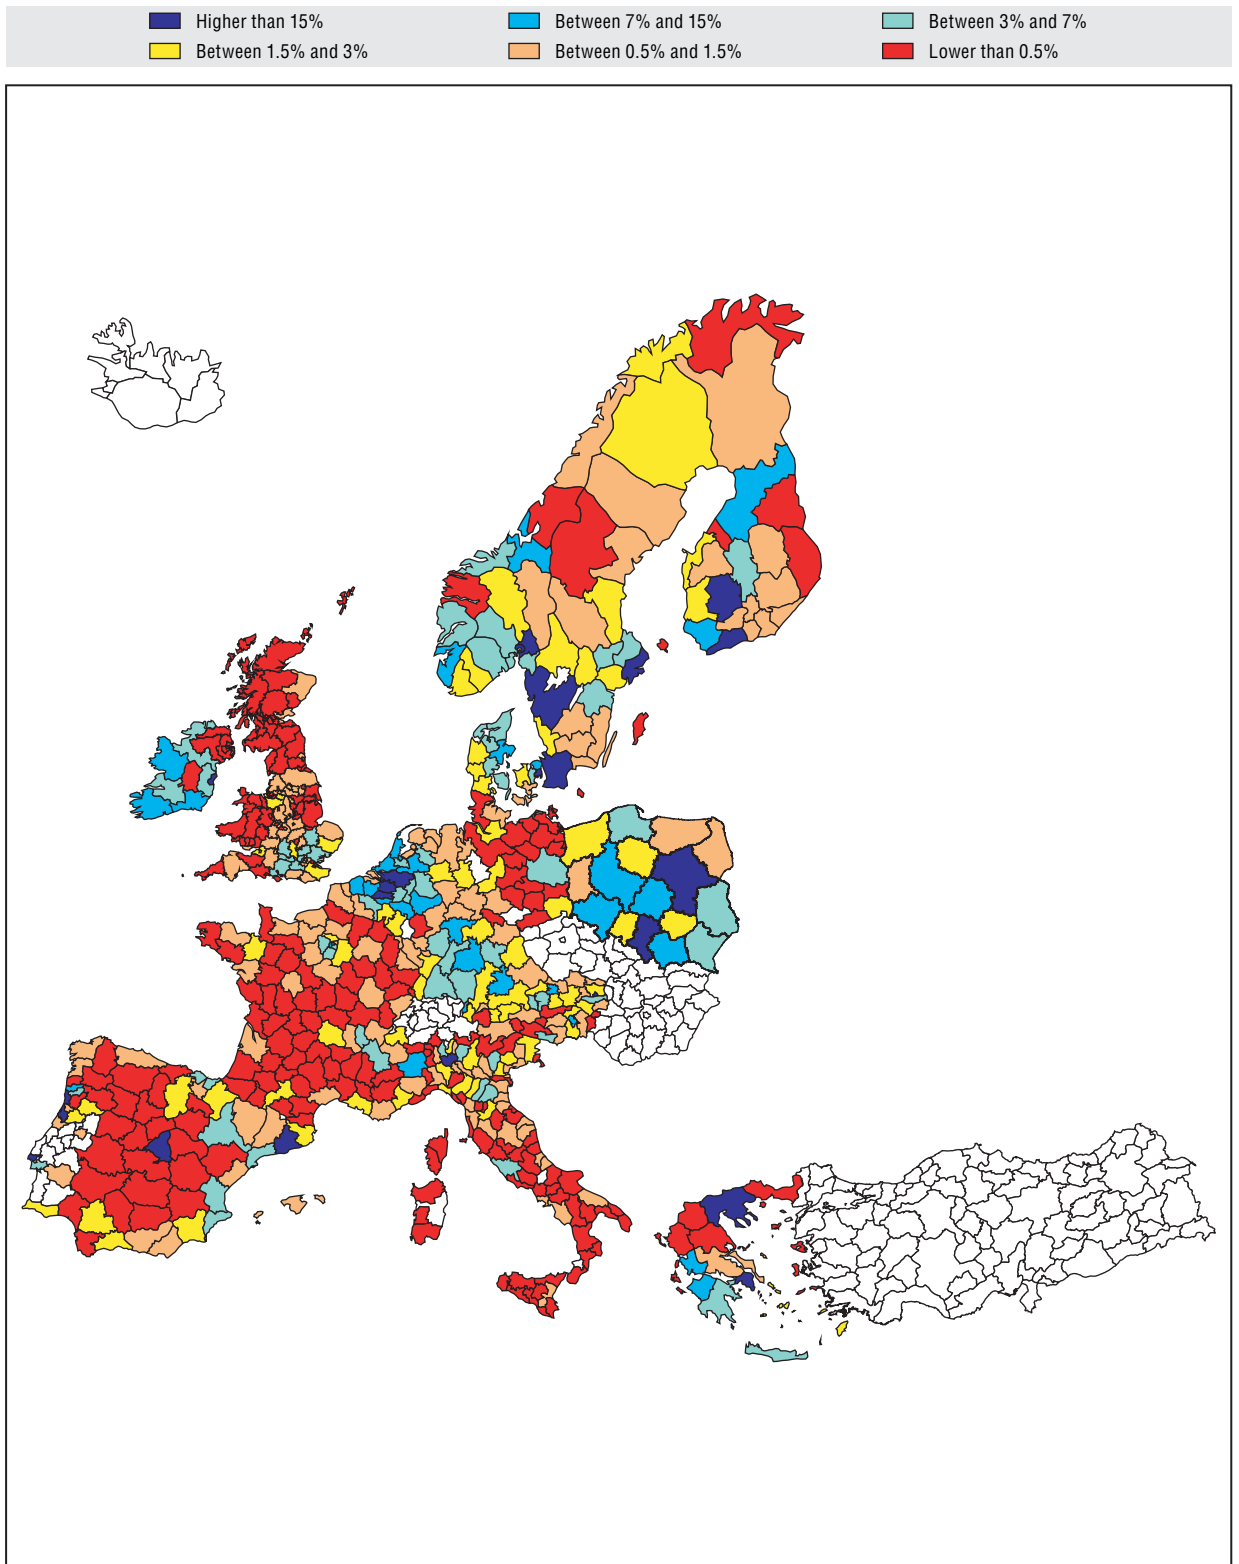 Higher than 15% Between 7% and 15% Between 3% and 7%
Between 1.5% and 3% Between 0.5% and 1.5% Lower than 0.5%